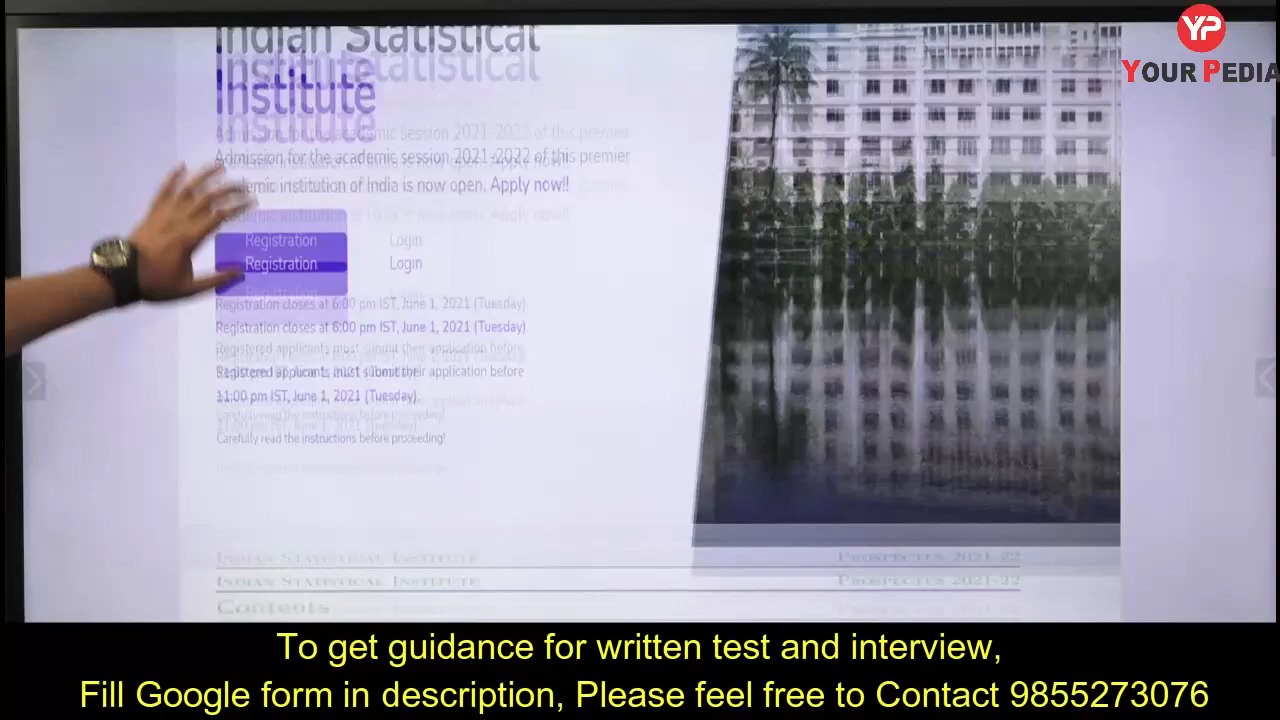 YP
YOUR PEDIA
Indian Statistical
Institute
Admission for the academic session 2021-2022 of this premier
academic institution of India is now open. Apply now!!
Registration
Login
Registration closes at 6:00 pm IST, June 1, 2021 (Tuesday)
Registered applicants must submit their application before
11:00 pm IST, June 1, 2021 (Tuesday).
Carefully read the instructions before proceeding!
INDIAN STATISTICAL INSTITUTE
PROSPECTUS 2021-22
Contents
To get guidance for written test and interview,
Fill Google form in description, Please feel free to Contact 9855273076